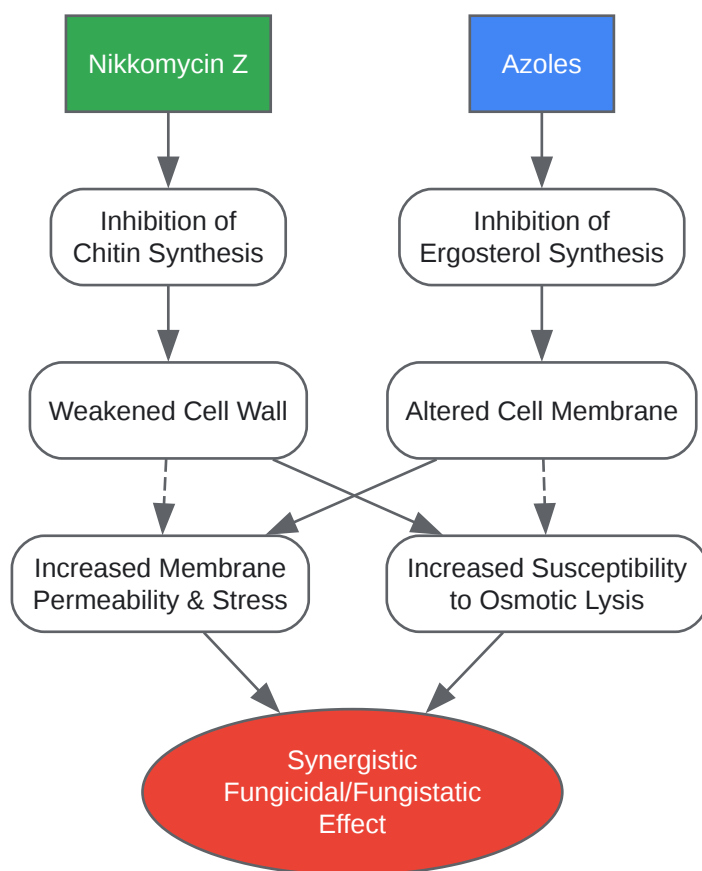 Nikkomycin Z
Azoles
Inhibition of
Chitin Synthesis
Inhibition of
Ergosterol Synthesis
Weakened Cell Wall
Altered Cell Membrane
Increased Membrane
Permeability & Stress
Increased Susceptibility
to Osmotic Lysis
Synergistic
Fungicidal/Fungistatic
Effect